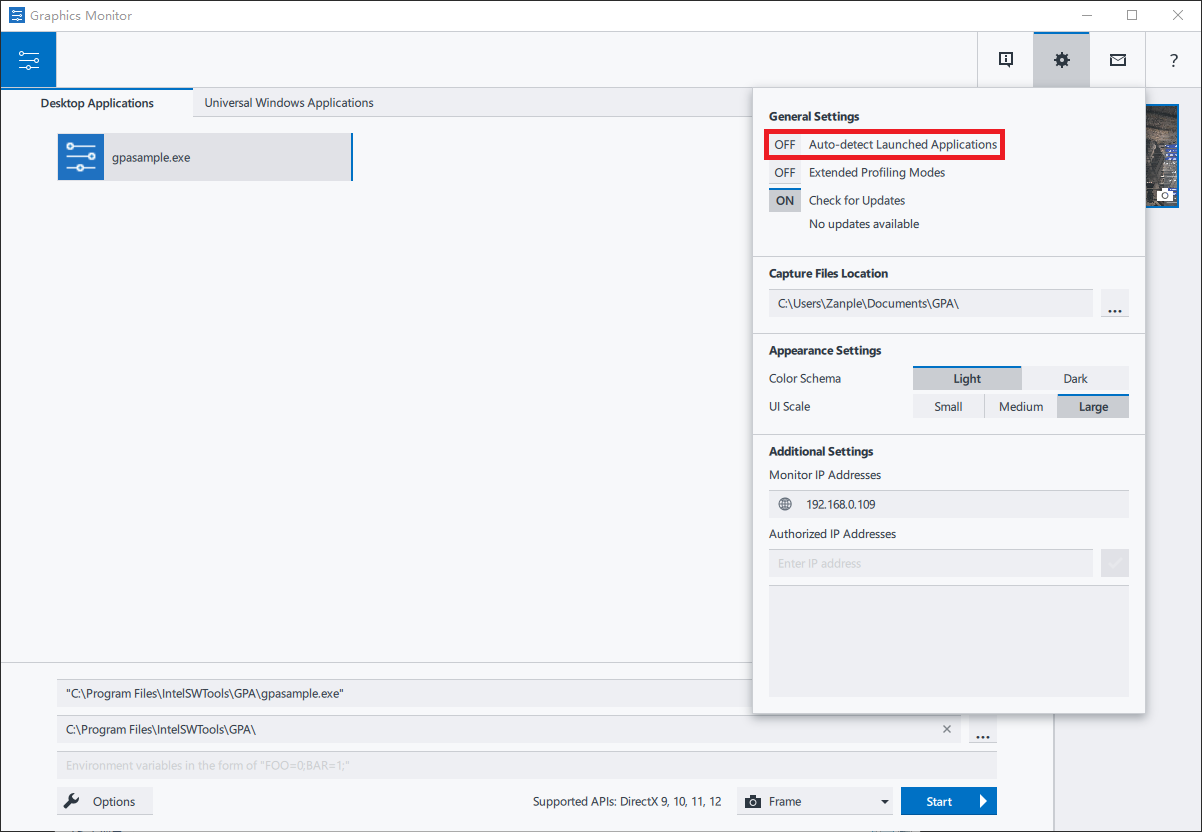 Graphics Monitor
?
Desktop Applications
Universal Windows Applications
gpasample.exe
General Settings
OFF Auto-detect Launched Applications
OFF Extended Profiling Modes
ON Check for Updates
No updates available
Capture Files Location
C:\Users\Zanple\Documents\GPA\
...
Appearance Settings
Color Schema Light Dark
UI Scale Small Medium Large
Additional Settings
Monitor IP Addresses
192.168.0.109
Authorized IP Addresses
Enter IP address
"C:\Program Files\IntelSWTools\GPA\gpasample.exe"
C:\Program Files\IntelSWTools\GPA\
...
Environment variables in the form of "FOO=0;BAR=1;"
Options
Supported APIs: DirectX 9, 10, 11, 12
Frame
Start